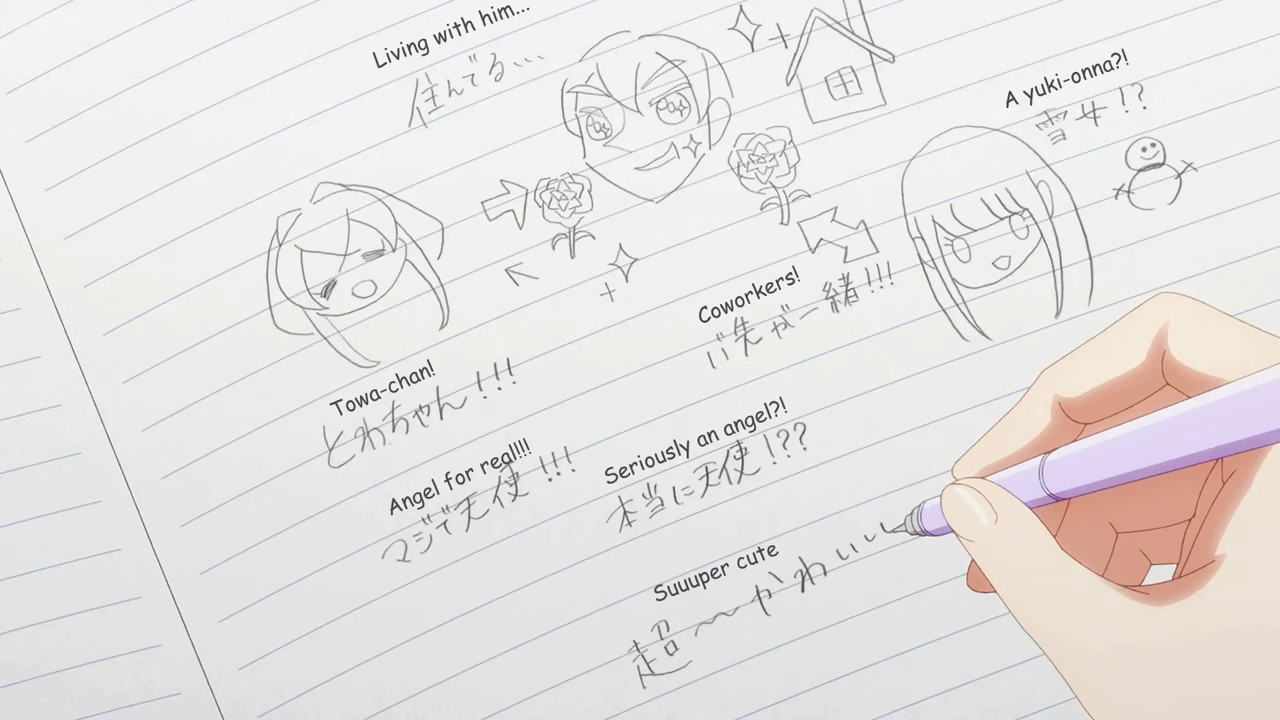 Living with him...
住んでる...
A yuki-onna?!
雪女!?
Coworkers!
バ先が一緒!!!
Towa-chan!
とわちゃん!!!
Angel for real!!!
マジで天使!!!
Seriously an angel?!
本当に天使!??
Suuuper cute
超〜〜かわいいい